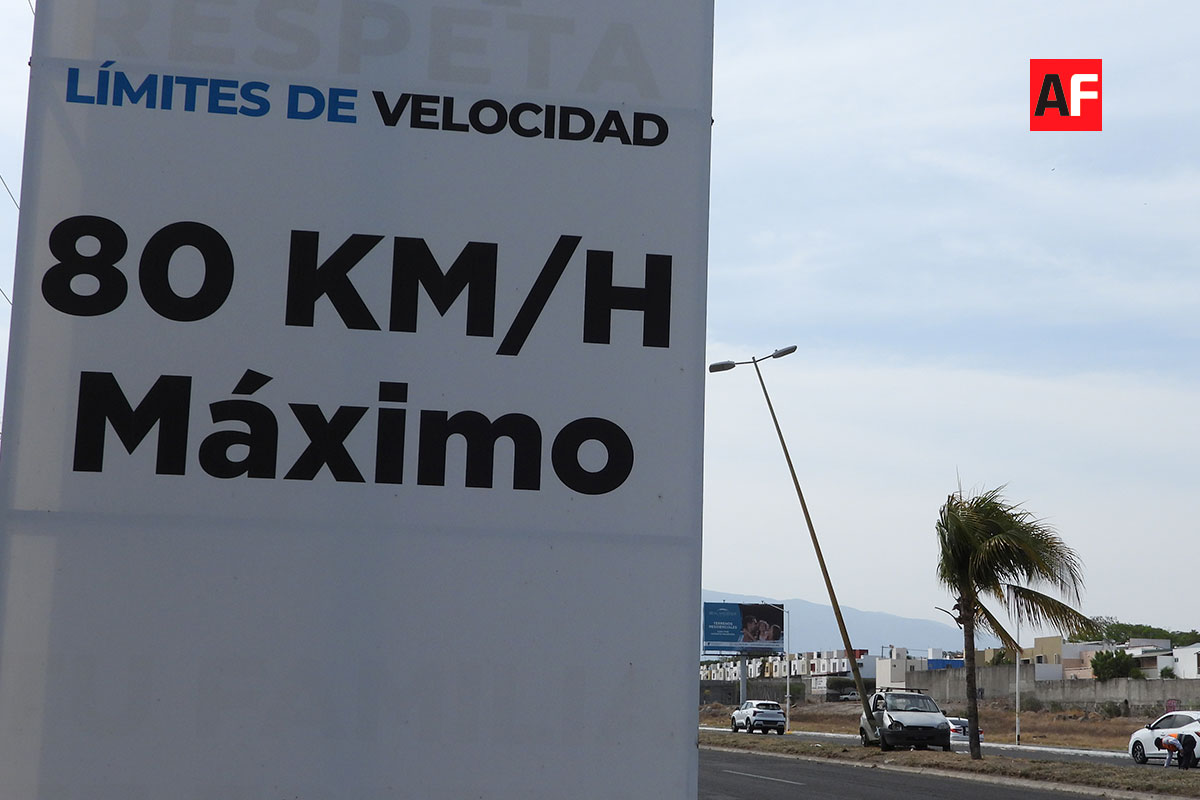 RESPETA
LÍMITES DE VELOCIDAD
80 KM/H
Máximo
AF